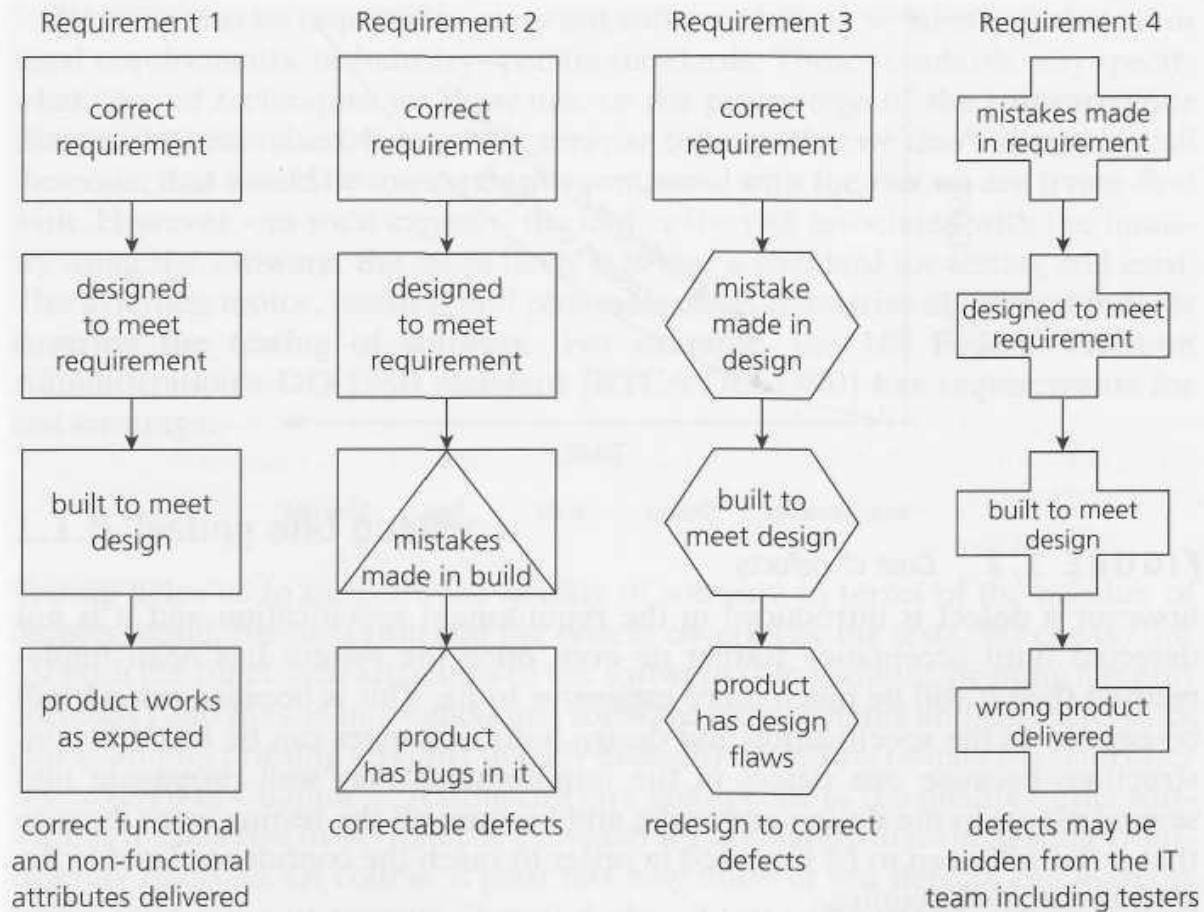 Requirement 1
correct
requirement
designed
to meet
requirement
built to meet
design
product works
as expected
correct functional
and non-functional
attributes delivered
Requirement 2
correct
requirement
designed
to meet
requirement
mistakes
made in build
product
has bugs in it
correctable defects
Requirement 3
correct
requirement
mistake
made in
design
built to
meet design
product
has design
flaws
redesign to correct
defects
Requirement 4
mistakes made
in requirement
designed to meet
requirement
built to meet
design
wrong product
delivered
defects may be
hidden from the IT
team including testers